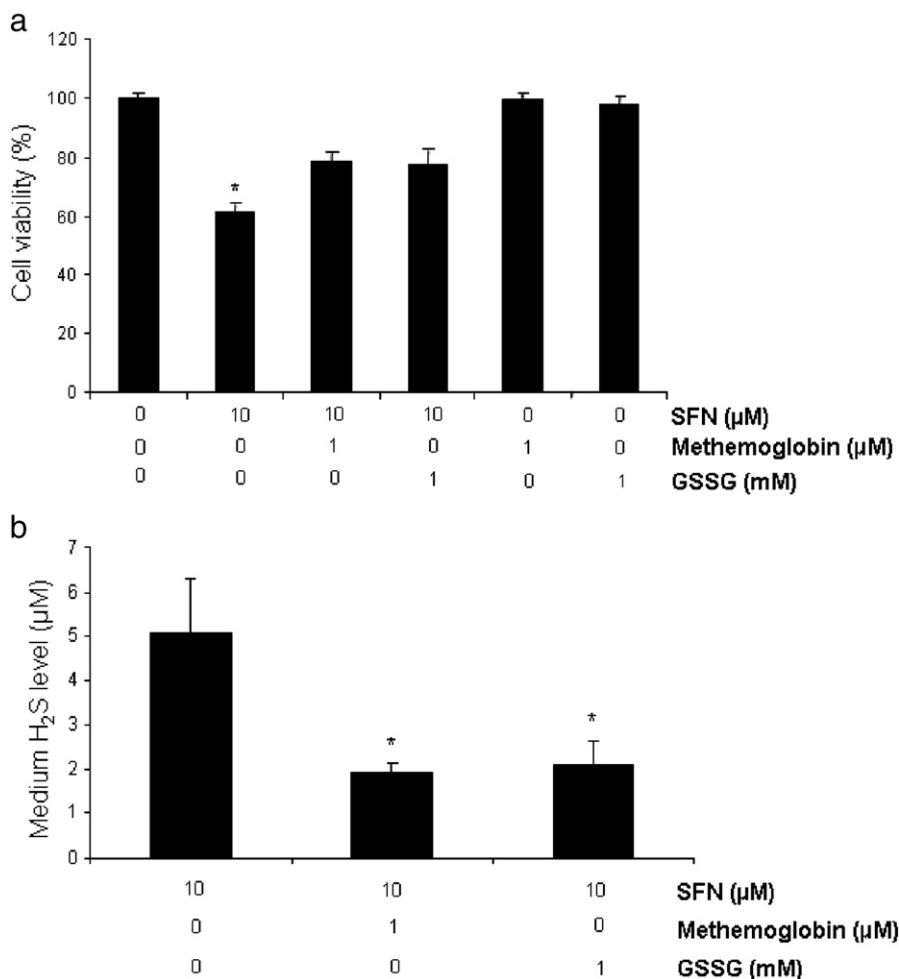 a
120
100
80
60
40
20
0
Cell viability (%)
*
0 10 10 10 0 0 SFN (µM)
0 0 1 0 1 0 Methemoglobin (µM)
0 0 0 1 0 1 GSSG (mM)
b
7
6
5
4
3
2
1
0
Medium H₂S level (µM)
* *
10 10 10 SFN (µM)
0 1 0 Methemoglobin (µM)
0 0 1 GSSG (mM)